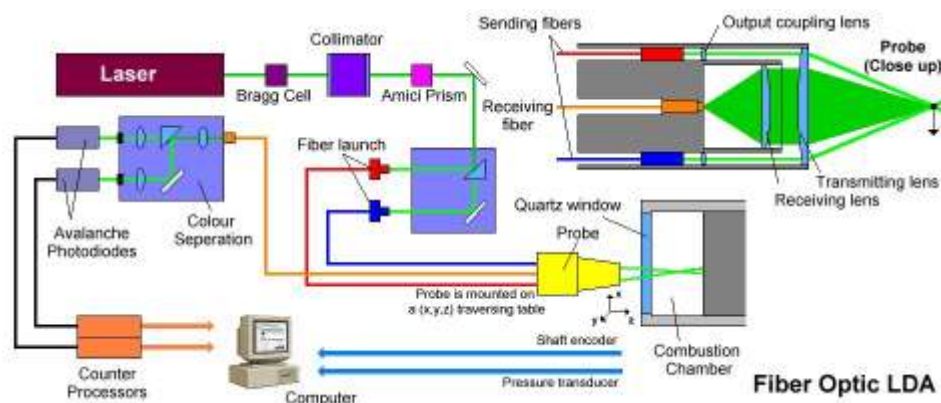 Sending fibers
Output coupling lens
Collimator
Probe
(Close up)
Laser
Bragg Cell
Amici Prism
Receiving
fiber
Fiber launch
Transmitting lens
Receiving lens
Quartz window
Avalanche
Photodiodes
Colour
Seperation
Probe
Probe is mounted on
a (x,y,z) traversing table
x
y
z
Shaft encoder
Combustion
Chamber
Counter
Processors
Computer
Pressure transducer
Fiber Optic LDA